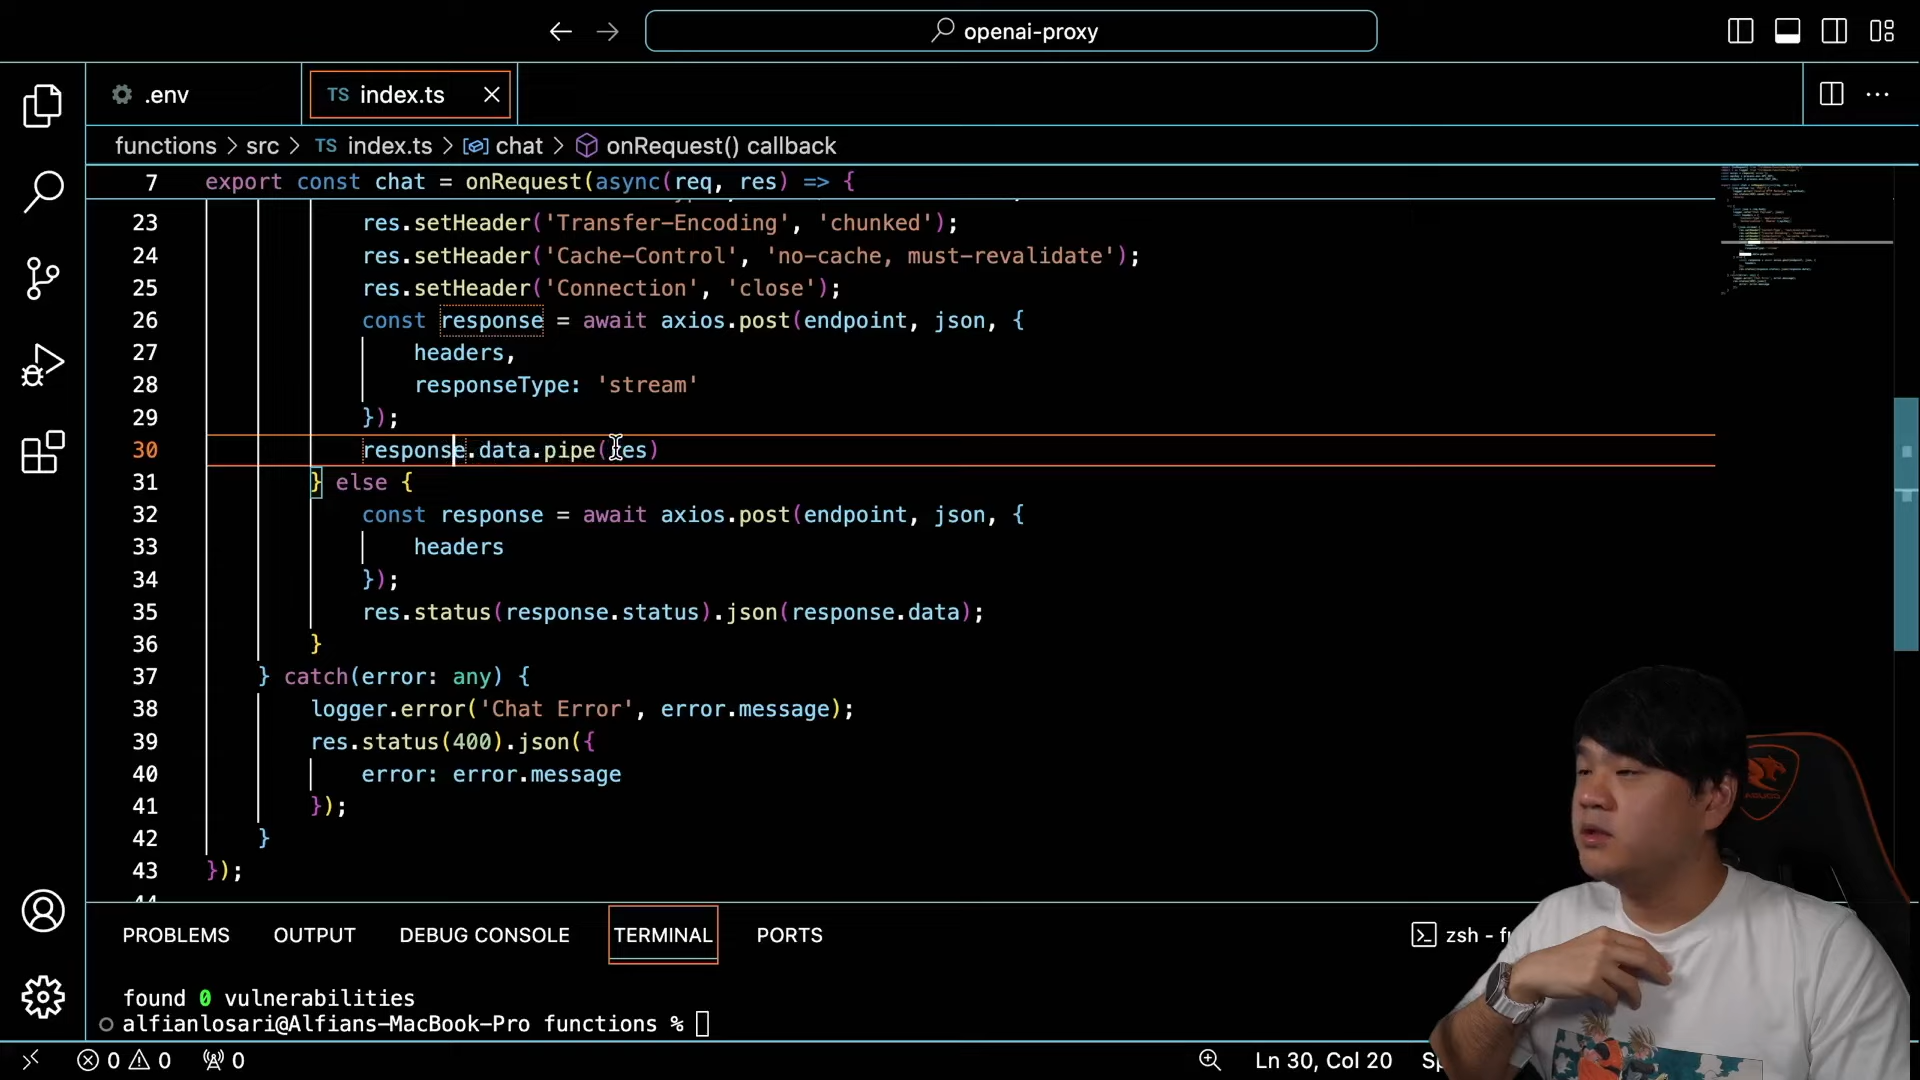 openai-proxy
.env
TS index.ts
functions > src > TS index.ts > chat > onRequest() callback
7 export const chat = onRequest(async(req, res) => {
23 res.setHeader('Transfer-Encoding', 'chunked');
24 res.setHeader('Cache-Control', 'no-cache, must-revalidate');
25 res.setHeader('Connection', 'close');
26 const response = await axios.post(endpoint, json, {
27 headers,
28 responseType: 'stream'
29 });
30 response.data.pipe(res)
31 } else {
32 const response = await axios.post(endpoint, json, {
33 headers
34 });
35 res.status(response.status).json(response.data);
36 }
37 } catch(error: any) {
38 logger.error('Chat Error', error.message);
39 res.status(400).json({
40 error: error.message
41 });
42 }
43 });
PROBLEMS OUTPUT DEBUG CONSOLE TERMINAL PORTS
zsh -
found 0 vulnerabilities
alfianlosari@Alfians-MacBook-Pro functions %
0 0 0
Ln 30, Col 20